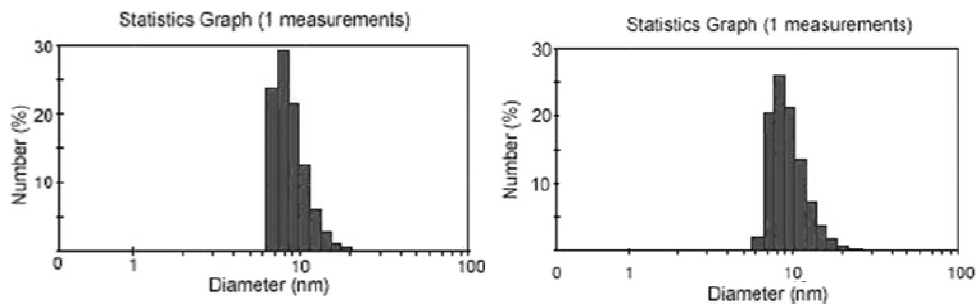 Statistics Graph (1 measurements)
30
20
10
Number (%)
0 1 10 100
Diameter (nm)
Statistics Graph (1 measurements)
30
20
10
Number (%)
0 1 10 100
Diameter (nm)